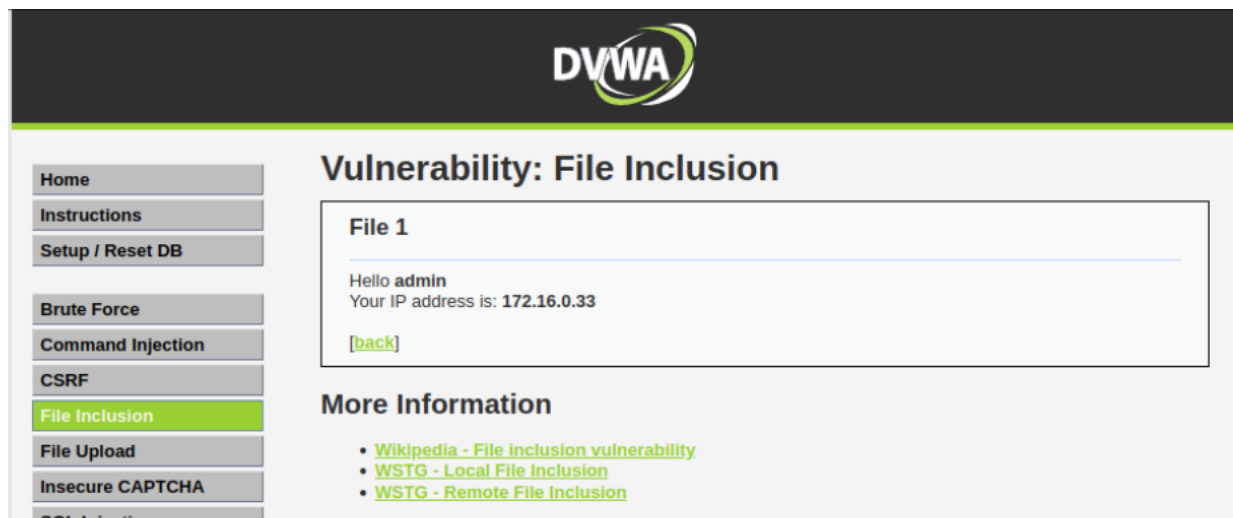 DVWA
Home
Instructions
Setup / Reset DB
Brute Force
Command Injection
CSRF
File Inclusion
File Upload
Insecure CAPTCHA
Vulnerability: File Inclusion
File 1
Hello admin
Your IP address is: 172.16.0.33
[back]
More Information
Wikipedia - File inclusion vulnerability
WSTG - Local File Inclusion
WSTG - Remote File Inclusion